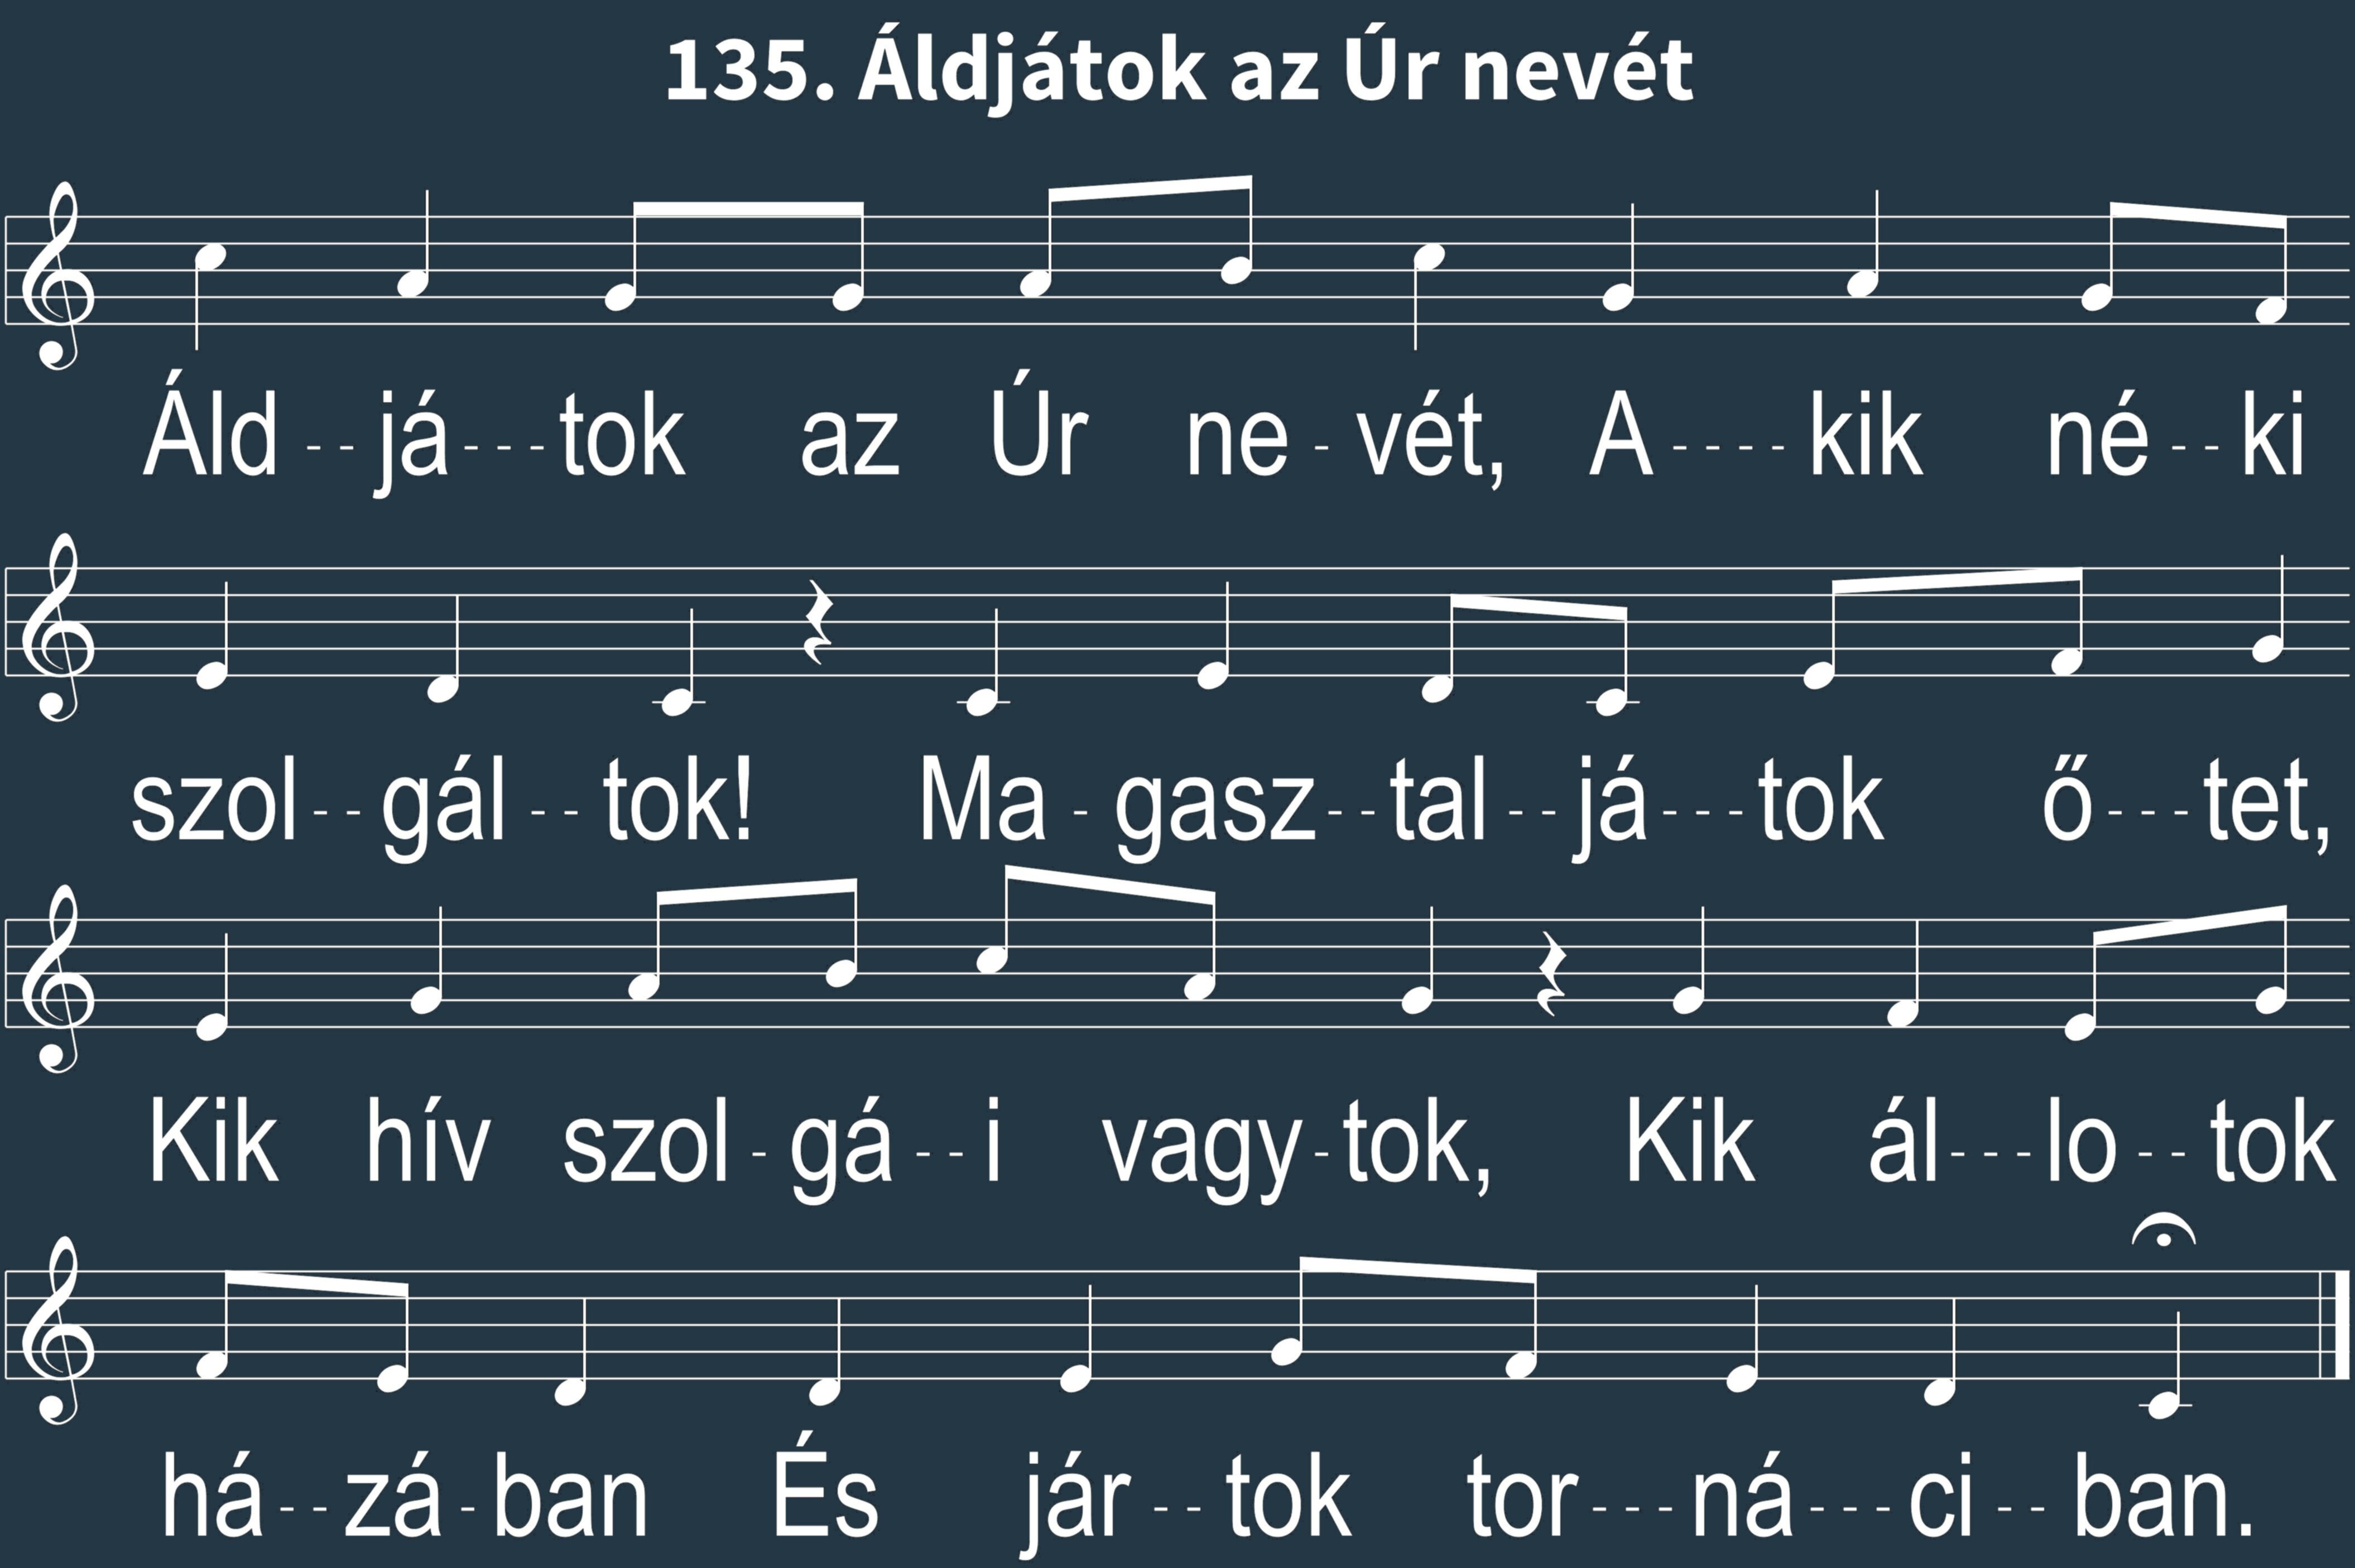 135. Áldjátok az Úr nevét
Áld--já---tok az Úr ne-vét, A----kik né--ki
szol--gál--tok! Ma-gasz--tal--já---tok ő---tet,
Kik hív szol-gá--i vagy-tok, Kik ál---lo--tok
há--zá-ban És jár--tok tor---ná---ci--ban.